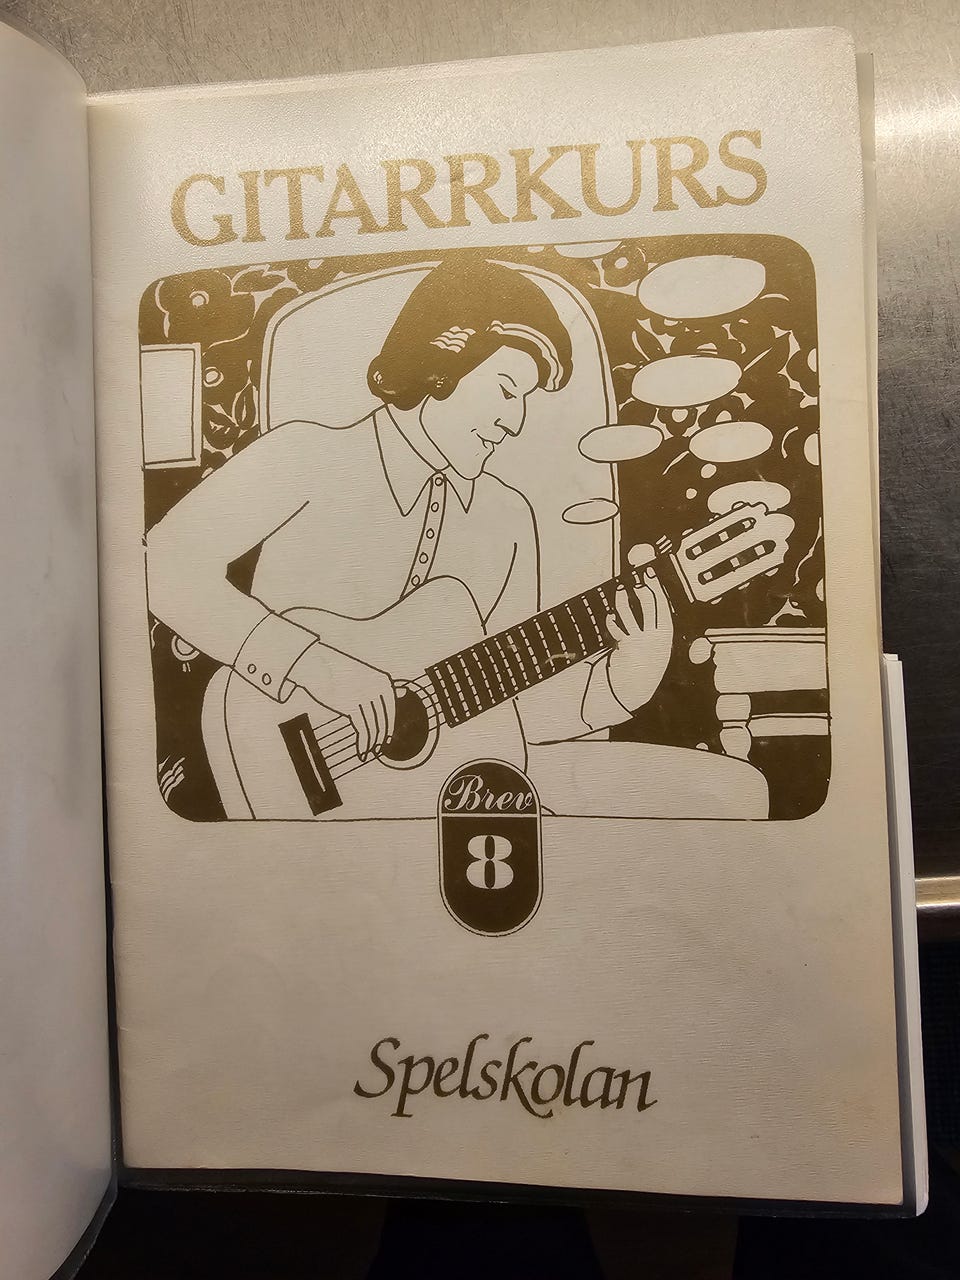 GITARRKURS
Brev
8
Spelskolan